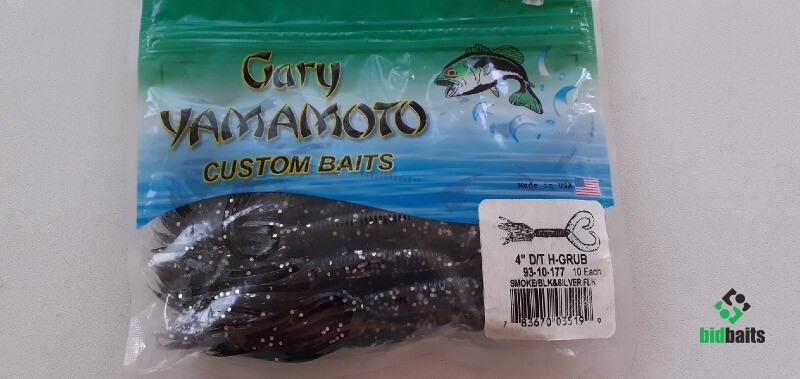 Gary
YAMAMOTO
CUSTOM BAITS
Made in USA
4" D/T H-GRUB
93-10-177 10 Each
SMOKE/BLK&SILVER FLK
7 83670 03519 9
bidbaits